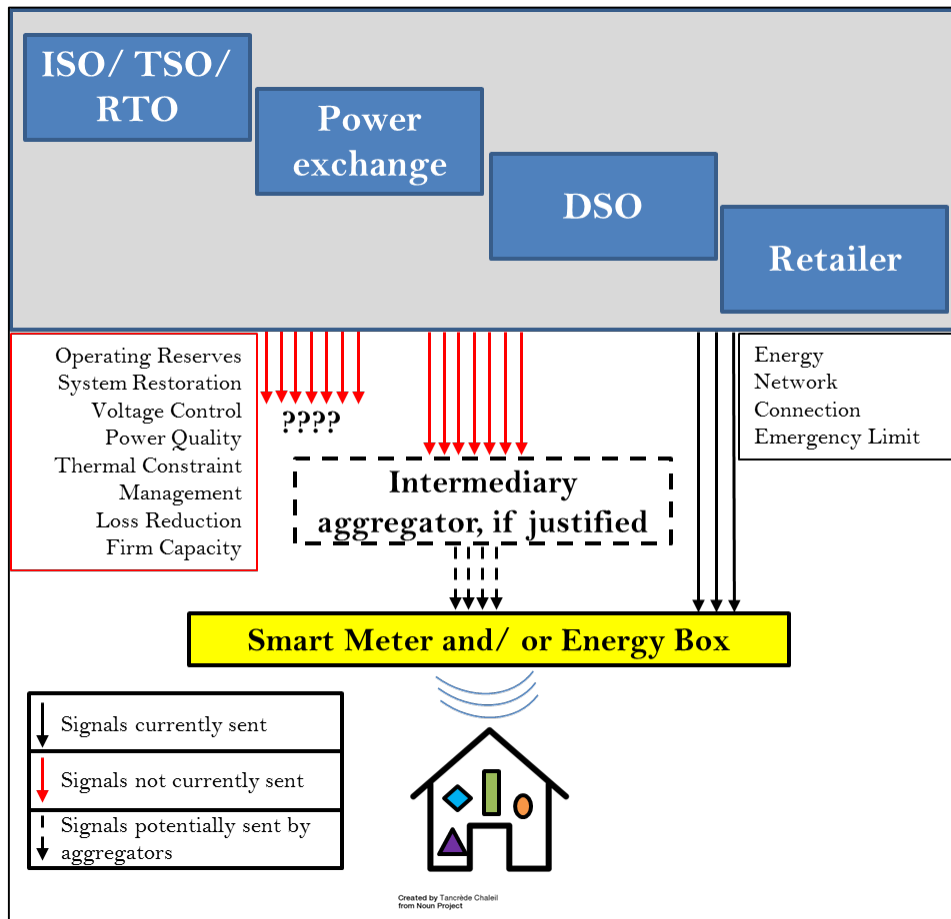 ISO/ TSO/
RTO
Power
exchange
DSO
Retailer
Operating Reserves
System Restoration
Voltage Control
Power Quality
Thermal Constraint
Management
Loss Reduction
Firm Capacity
????
Energy
Network
Connection
Emergency Limit
Intermediary
aggregator, if justified
Smart Meter and/ or Energy Box
Signals currently sent
Signals not currently sent
Signals potentially sent by
aggregators
Created by Tancrède Chaleil
from Noun Project